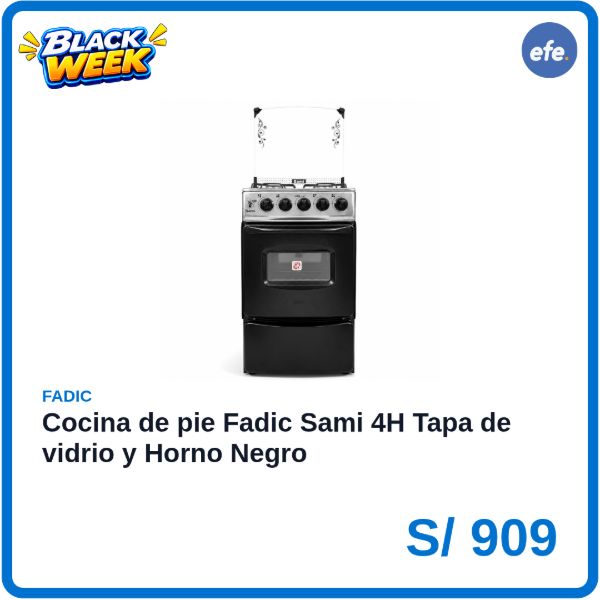 BLACK
WEEK
efe.
FADIC
Cocina de pie Fadic Sami 4H Tapa de
vidrio y Horno Negro
S/ 909